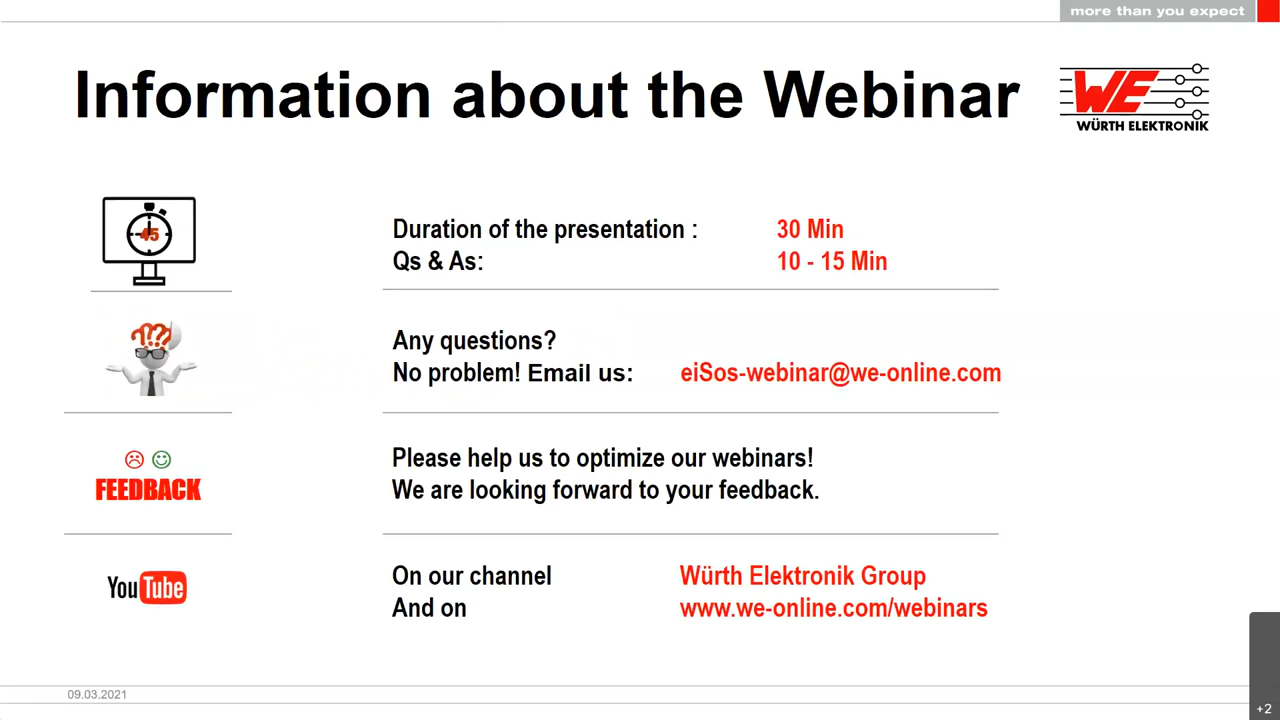 more than you expect
Information about the Webinar
WE
WÜRTH ELEKTRONIK
45
Duration of the presentation : 30 Min
Qs & As: 10 - 15 Min
???
Any questions?
No problem! Email us: eiSos-webinar@we-online.com
Please help us to optimize our webinars!
FEEDBACK
We are looking forward to your feedback.
YouTube
On our channel Würth Elektronik Group
And on www.we-online.com/webinars
09.03.2021
+2